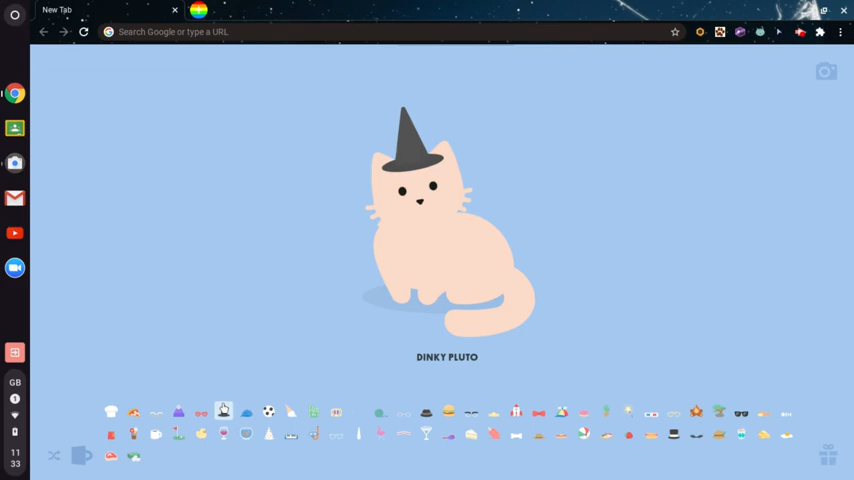 New Tab
Search Google or type a URL
DINKY PLUTO
GB
1
11
33